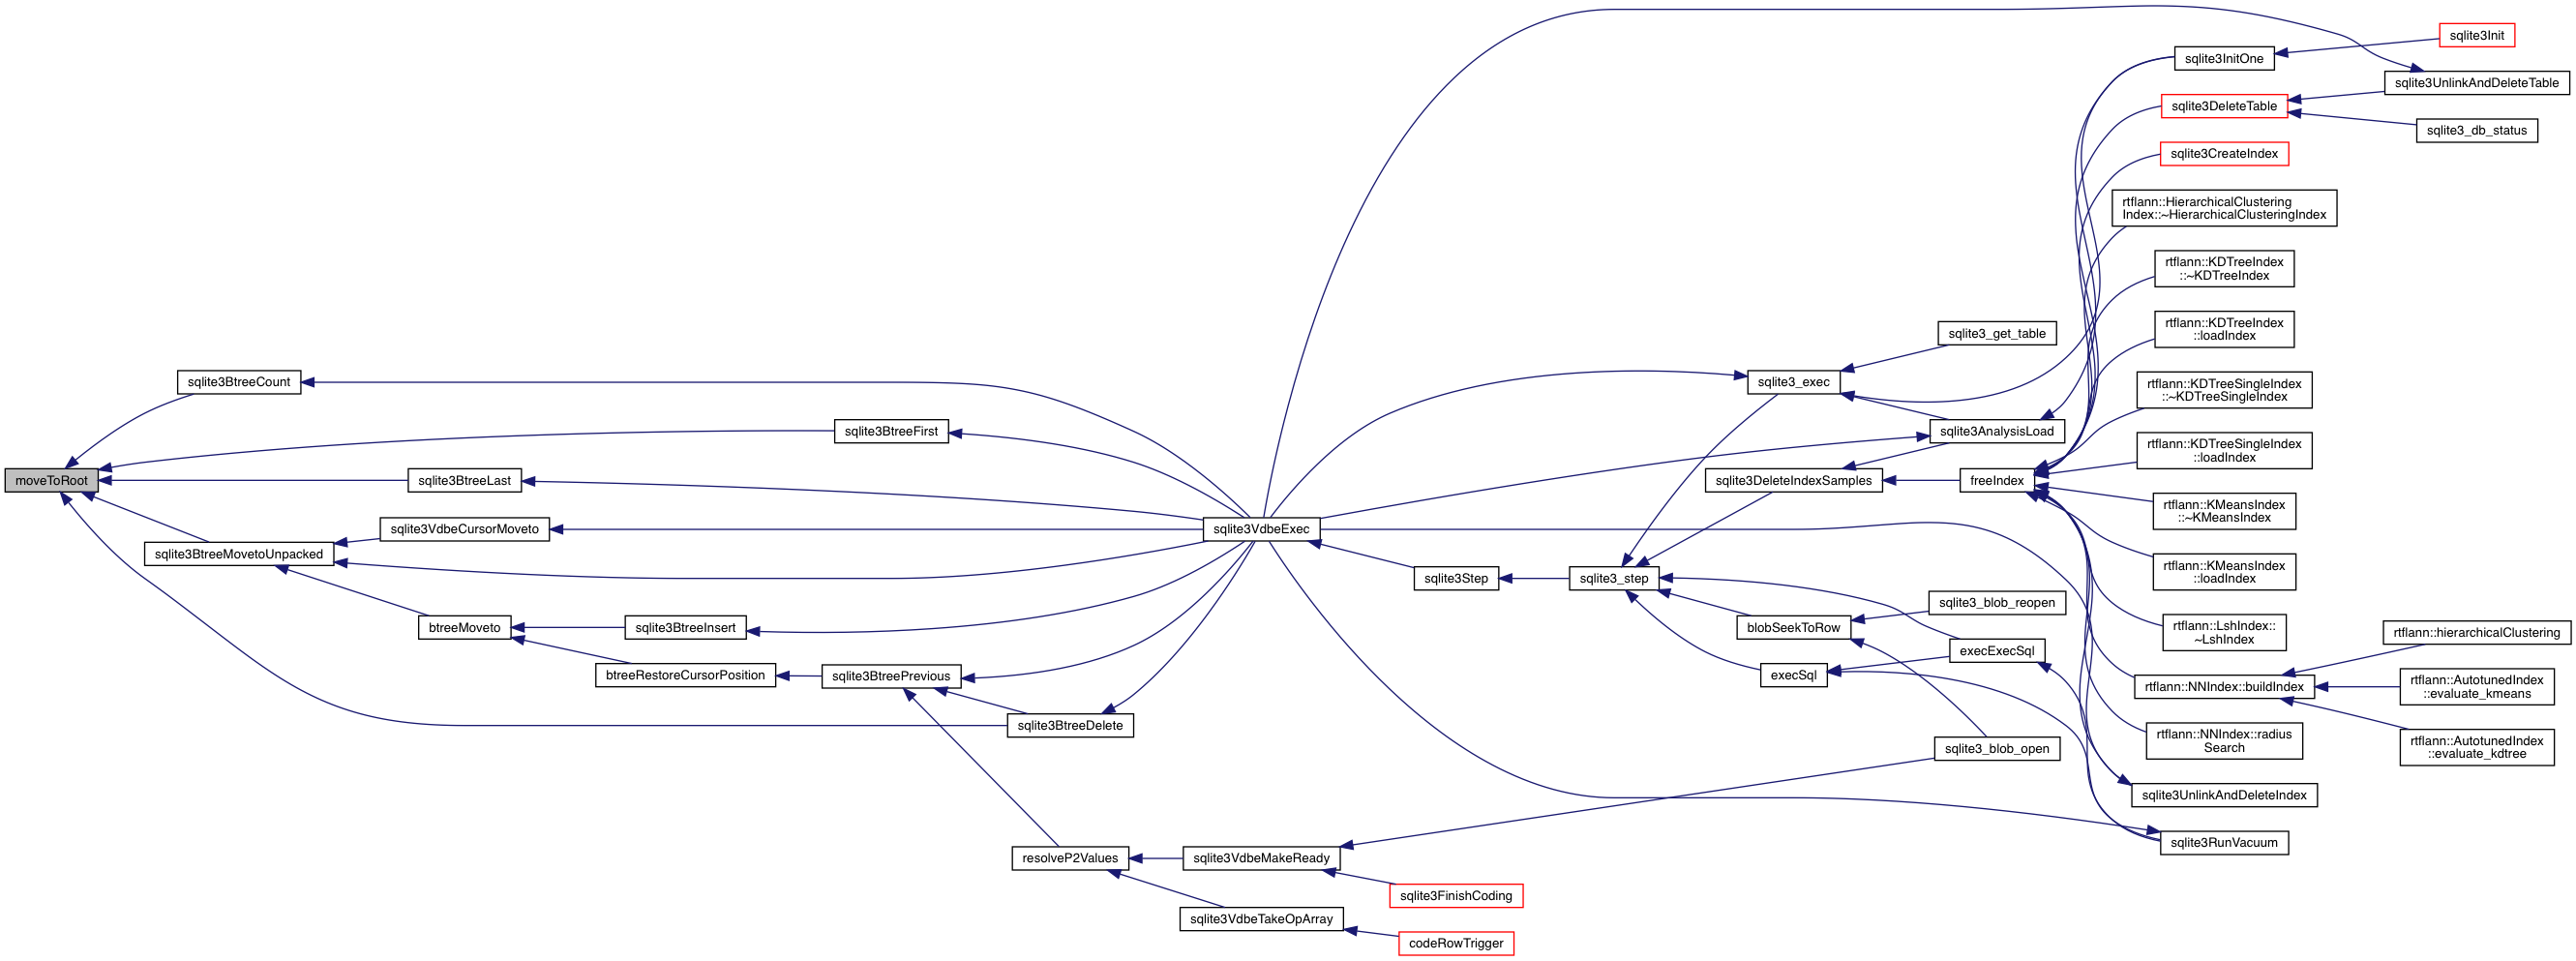 moveToRoot
sqlite3BtreeCount
sqlite3BtreeFirst
sqlite3BtreeLast
sqlite3VdbeCursorMoveto
sqlite3BtreeMovetoUnpacked
btreeMoveto
sqlite3BtreeInsert
btreeRestoreCursorPosition
sqlite3BtreePrevious
sqlite3BtreeDelete
resolveP2Values
sqlite3VdbeMakeReady
sqlite3FinishCoding
sqlite3VdbeTakeOpArray
codeRowTrigger
sqlite3VdbeExec
sqlite3Step
sqlite3_step
sqlite3_exec
sqlite3_get_table
sqlite3AnalysisLoad
sqlite3DeleteIndexSamples
freeIndex
sqlite3_blob_reopen
blobSeekToRow
execExecSql
execSql
sqlite3_blob_open
sqlite3InitOne
sqlite3Init
sqlite3UnlinkAndDeleteTable
sqlite3DeleteTable
sqlite3_db_status
sqlite3CreateIndex
rtflann::HierarchicalClustering
Index::~HierarchicalClusteringIndex
rtflann::KDTreeIndex
::~KDTreeIndex
rtflann::KDTreeIndex
::loadIndex
rtflann::KDTreeSingleIndex
::~KDTreeSingleIndex
rtflann::KDTreeSingleIndex
::loadIndex
rtflann::KMeansIndex
::~KMeansIndex
rtflann::KMeansIndex
::loadIndex
rtflann::LshIndex::
~LshIndex
rtflann::NNIndex::buildIndex
rtflann::hierarchicalClustering
rtflann::AutotunedIndex
::evaluate_kmeans
rtflann::AutotunedIndex
::evaluate_kdtree
rtflann::NNIndex::radius
Search
sqlite3UnlinkAndDeleteIndex
sqlite3RunVacuum